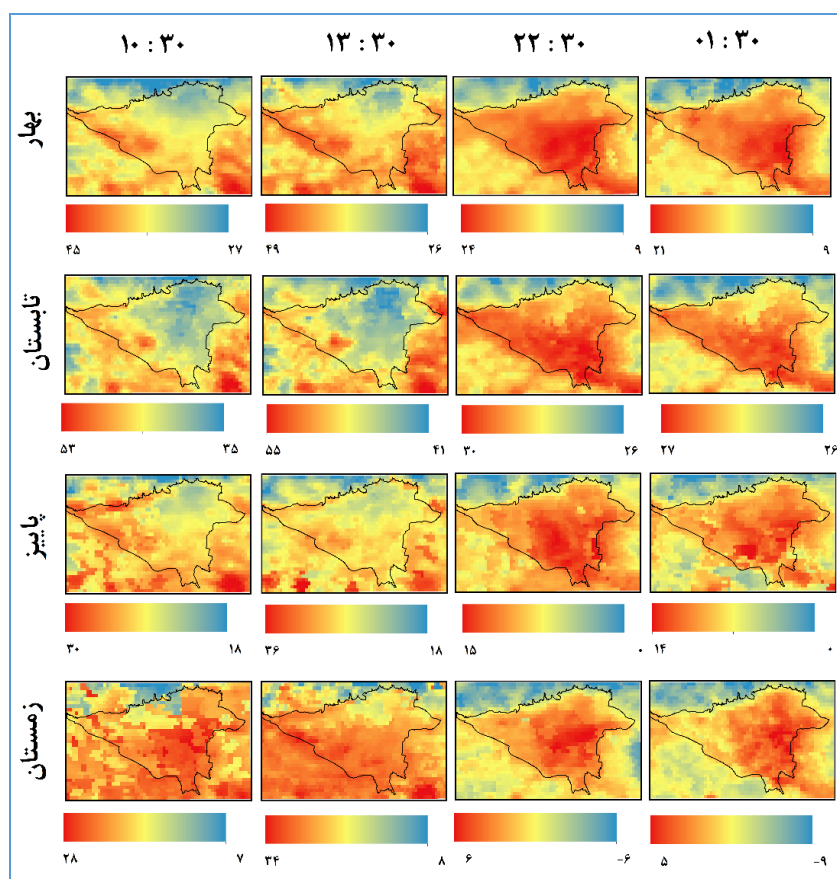 ۱۰ : ۳۰ ۱۳ : ۳۰ ۲۲ : ۳۰ ۰۱ : ۳۰
بهار
۴۵ ۲۷ ۴۹ ۲۶ ۲۴ ۹ ۲۱ ۹
تابستان
۵۳ ۳۵ ۵۵ ۴۱ ۳۰ ۲۶ ۲۷ ۲۶
پاییز
۳۰ ۱۸ ۳۶ ۱۸ ۱۵ ۰ ۱۴ ۰
زمستان
۲۸ ۷ ۳۴ ۸ ۶ -۶ ۵ -۹